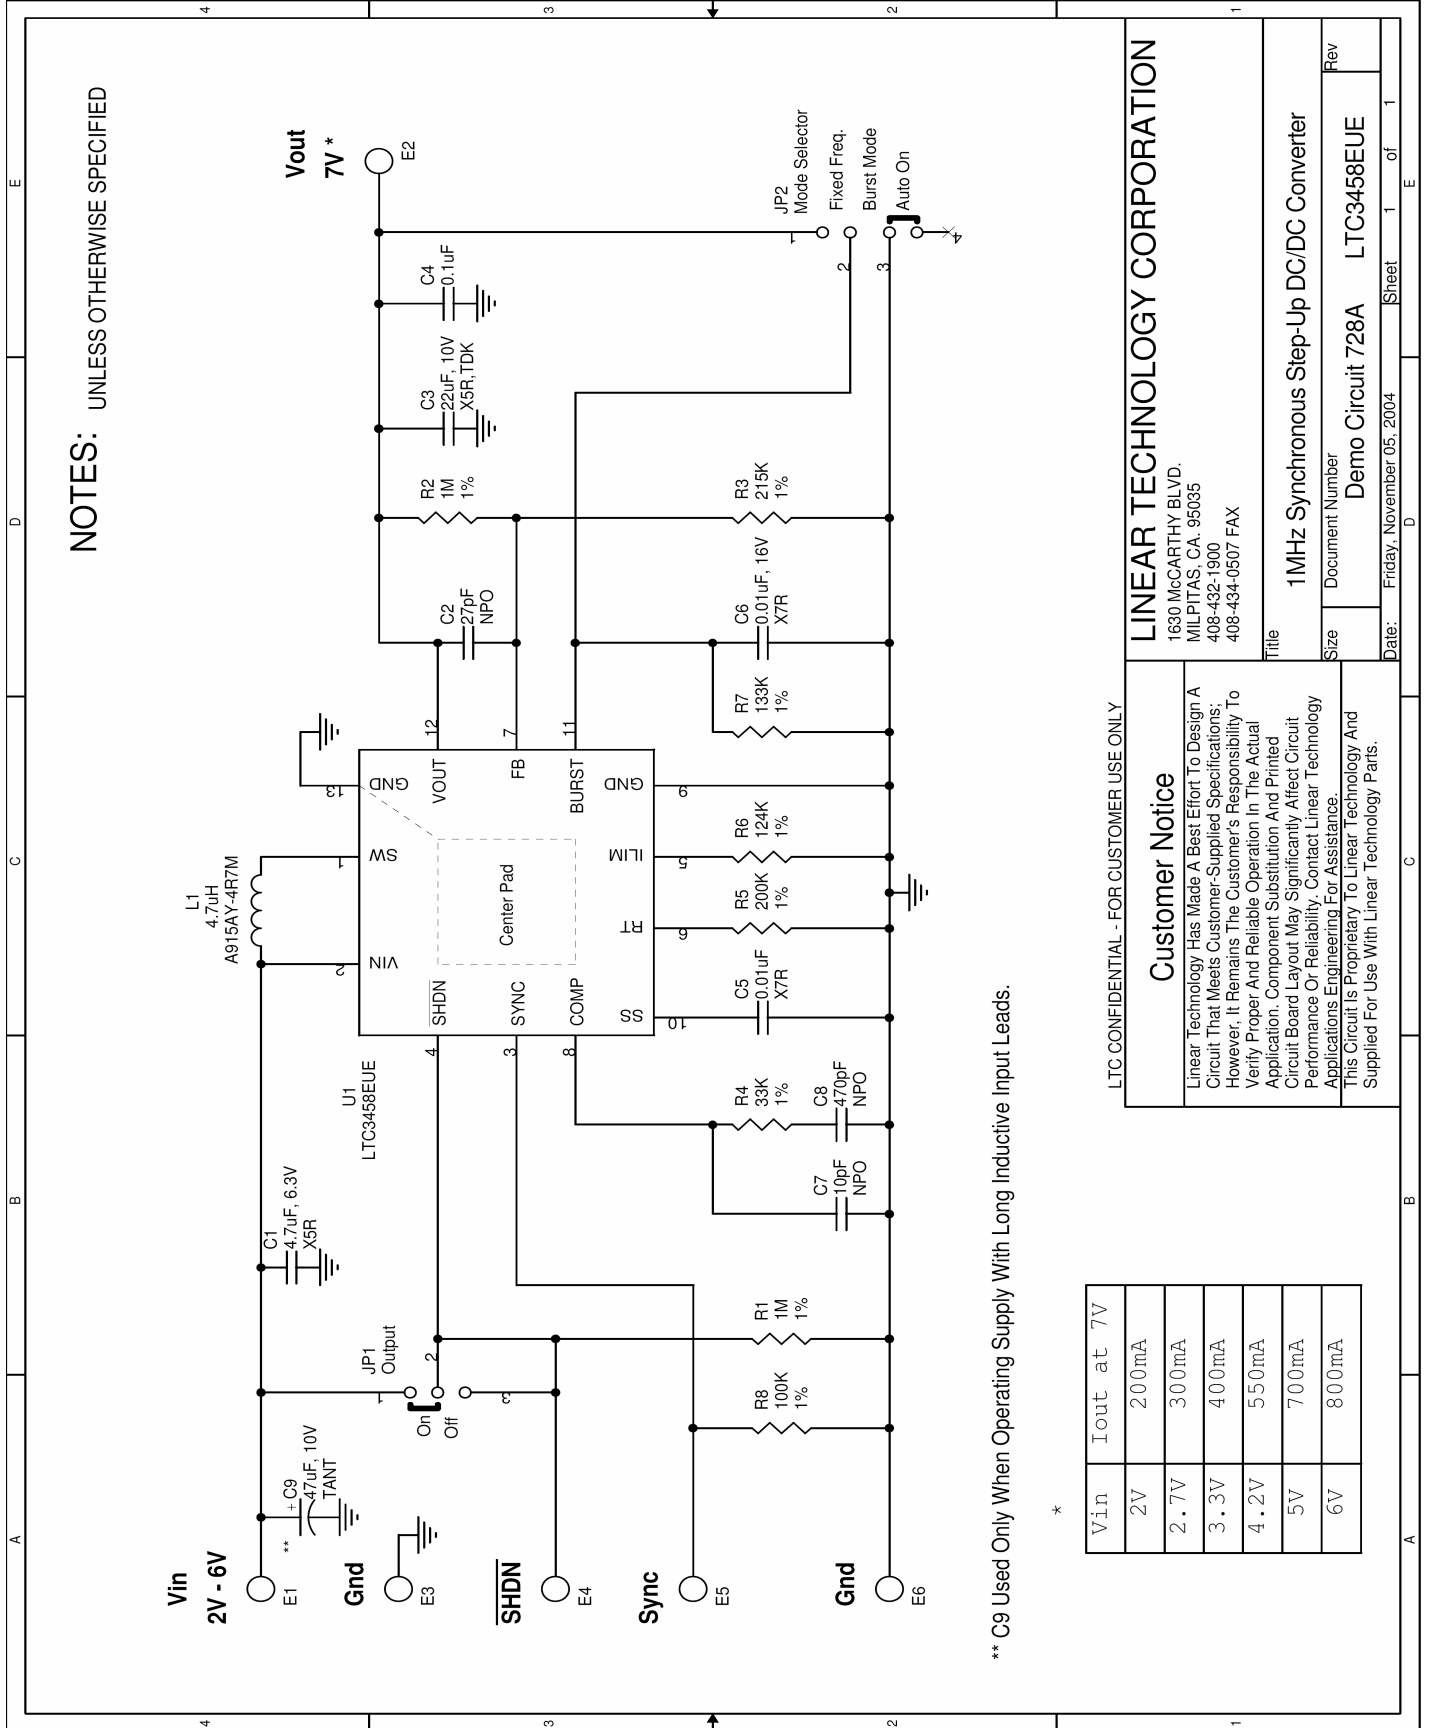 NOTES: UNLESS OTHERWISE SPECIFIED
A
B
C
D
E
4
3
2
1
Vin
2V - 6V
E1
Gnd
E3
SHDN
E4
Sync
E5
Gnd
E6
**
+
C9
47uF, 10V
TANT
C1
4.7uF, 6.3V
X5R
JP1
Output
1
2
3
On
Off
R8
100K
1%
R1
1M
1%
C7
10pF
NPO
R4
33K
1%
C8
470pF
NPO
L1
4.7uH
A915AY-4R7M
U1
LTC3458EUE
2
VIN
1
SW
13
GND
4
SHDN
3
SYNC
8
COMP
Center Pad
VOUT
12
FB
7
BURST
11
SS
10
RT
6
ILIM
5
GND
9
C5
0.01uF
X7R
R5
200K
1%
R6
124K
1%
R7
133K
1%
C6
0.01uF, 16V
X7R
C2
27pF
NPO
R2
1M
1%
R3
215K
1%
C3
22uF, 10V
X5R,TDK
C4
0.1uF
Vout
7V *
E2
JP2
Mode Selector
Fixed Freq.
Burst Mode
Auto On
1
2
3
4
** C9 Used Only When Operating Supply With Long Inductive Input Leads.
*
Vin Iout at 7V
2V 200mA
2.7V 300mA
3.3V 400mA
4.2V 550mA
5V 700mA
6V 800mA
LTC CONFIDENTIAL - FOR CUSTOMER USE ONLY
Customer Notice
Linear Technology Has Made A Best Effort To Design A
Circuit That Meets Customer-Supplied Specifications;
However, It Remains The Customer's Responsibility To
Verify Proper And Reliable Operation In The Actual
Application. Component Substitution And Printed
Circuit Board Layout May Significantly Affect Circuit
Performance Or Reliability. Contact Linear Technology
Applications Engineering For Assistance.
This Circuit Is Proprietary To Linear Technology And
Supplied For Use With Linear Technology Parts.
LINEAR TECHNOLOGY CORPORATION
1630 McCARTHY BLVD.
MILPITAS, CA. 95035
408-432-1900
408-434-0507 FAX
Title
1MHz Synchronous Step-Up DC/DC Converter
Size
Document Number
Rev
Demo Circuit 728A LTC3458EUE
Date:
Friday, November 05, 2004
Sheet 1 of 1
A
B
C
D
E
4
3
2
1